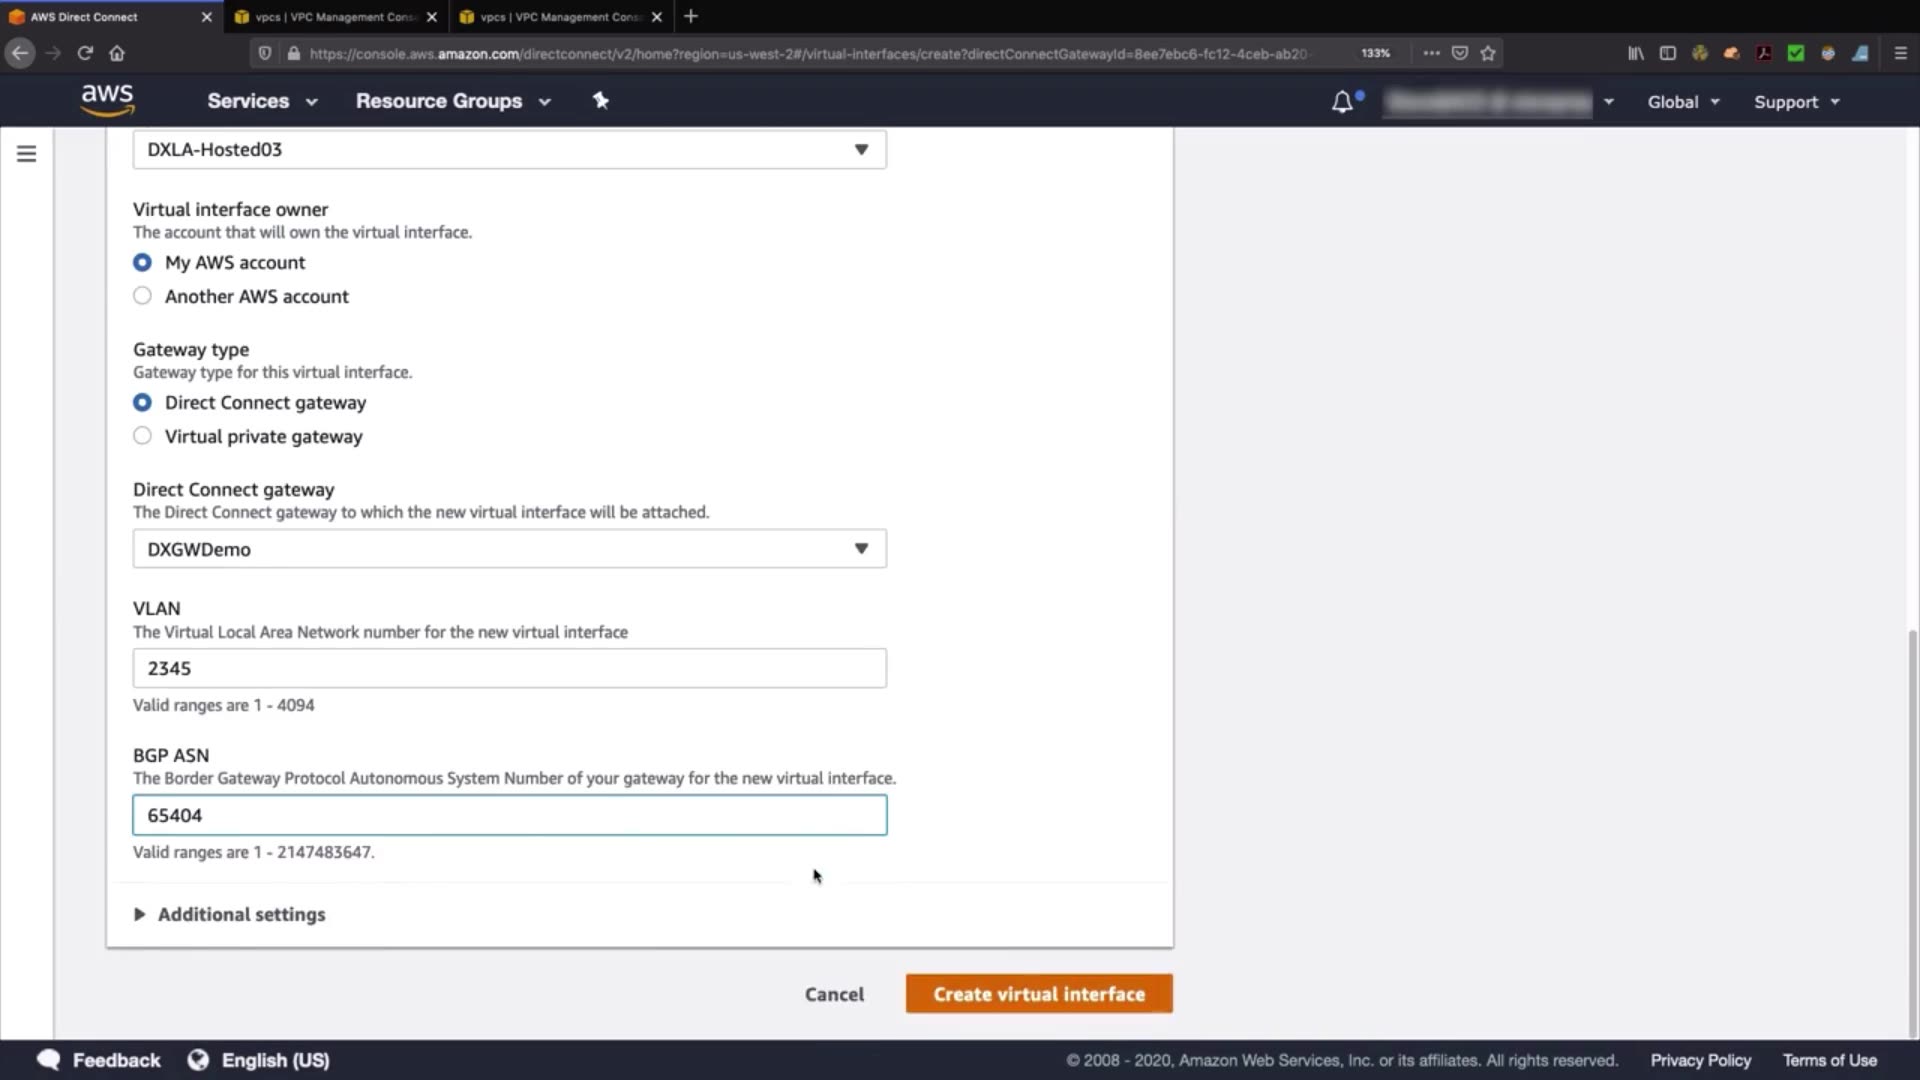 AWS Direct Connect
vpcs | VPC Management Cons
vpcs | VPC Management Cons
https://console.aws.amazon.com/directconnect/v2/home?region=us-west-2#/virtual-interfaces/create?directConnectGatewayId=8ee7ebc6-fc12-4ceb-ab20-
133%
aws
Services
Resource Groups
Global
Support
DXLA-Hosted03
Virtual interface owner
The account that will own the virtual interface.
My AWS account
Another AWS account
Gateway type
Gateway type for this virtual interface.
Direct Connect gateway
Virtual private gateway
Direct Connect gateway
The Direct Connect gateway to which the new virtual interface will be attached.
DXGWDemo
VLAN
The Virtual Local Area Network number for the new virtual interface
2345
Valid ranges are 1 - 4094
BGP ASN
The Border Gateway Protocol Autonomous System Number of your gateway for the new virtual interface.
65404
Valid ranges are 1 - 2147483647.
Additional settings
Cancel
Create virtual interface
Feedback
English (US)
© 2008 - 2020, Amazon Web Services, Inc. or its affiliates. All rights reserved.
Privacy Policy
Terms of Use